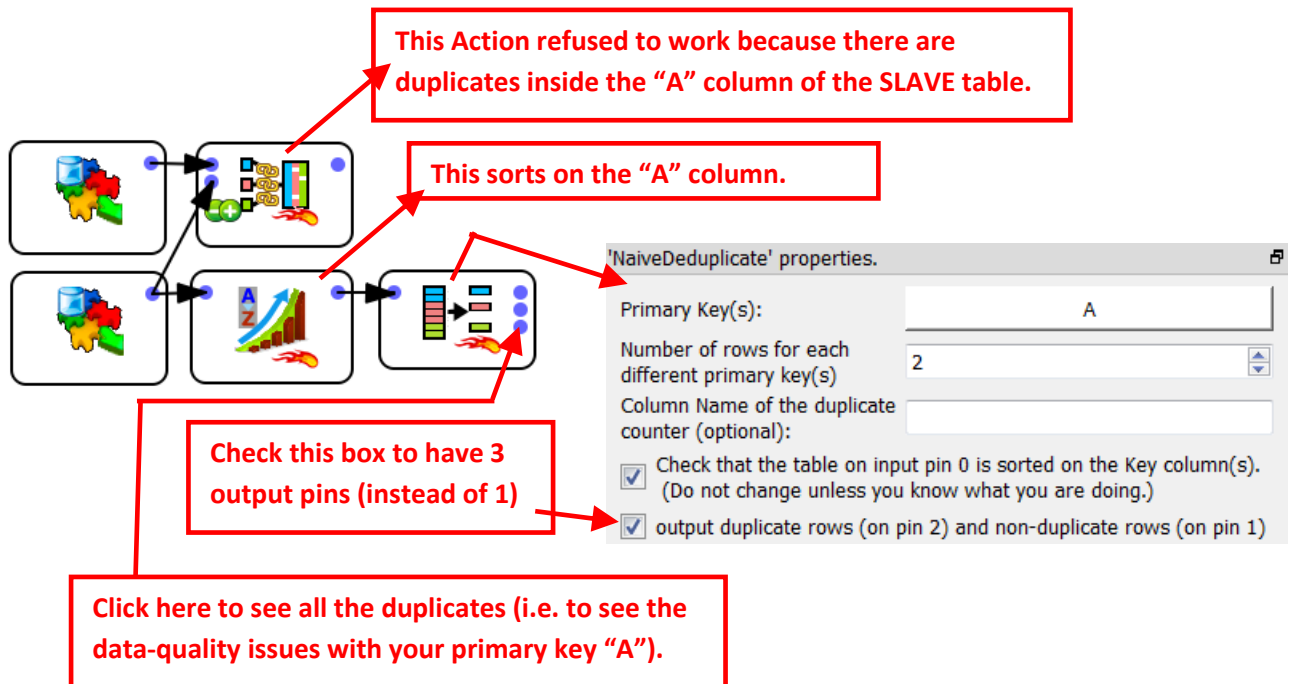 This Action refused to work because there are
duplicates inside the “A” column of the SLAVE table.
This sorts on the “A” column.
A
Z
'NaiveDeduplicate' properties.
Primary Key(s):
A
Number of rows for each
different primary key(s)
2
Column Name of the duplicate
counter (optional):
Check that the table on input pin 0 is sorted on the Key column(s).
(Do not change unless you know what you are doing.)
output duplicate rows (on pin 2) and non-duplicate rows (on pin 1)
Check this box to have 3
output pins (instead of 1)
Click here to see all the duplicates (i.e. to see the
data-quality issues with your primary key “A”).